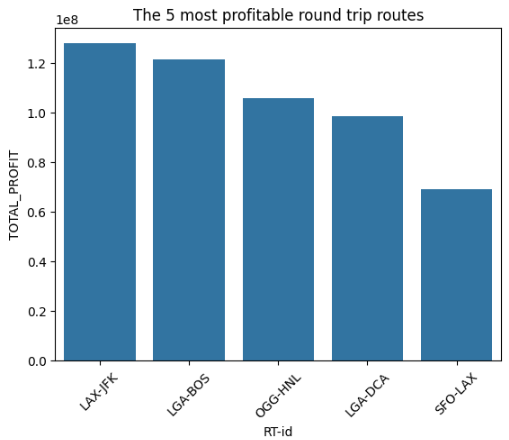 The 5 most profitable round trip routes
1e8
1.2
1.0
0.8
0.6
0.4
0.2
0.0
TOTAL_PROFIT
LAX-JFK
LGA-BOS
OGG-HNL
LGA-DCA
SFO-LAX
RT-id